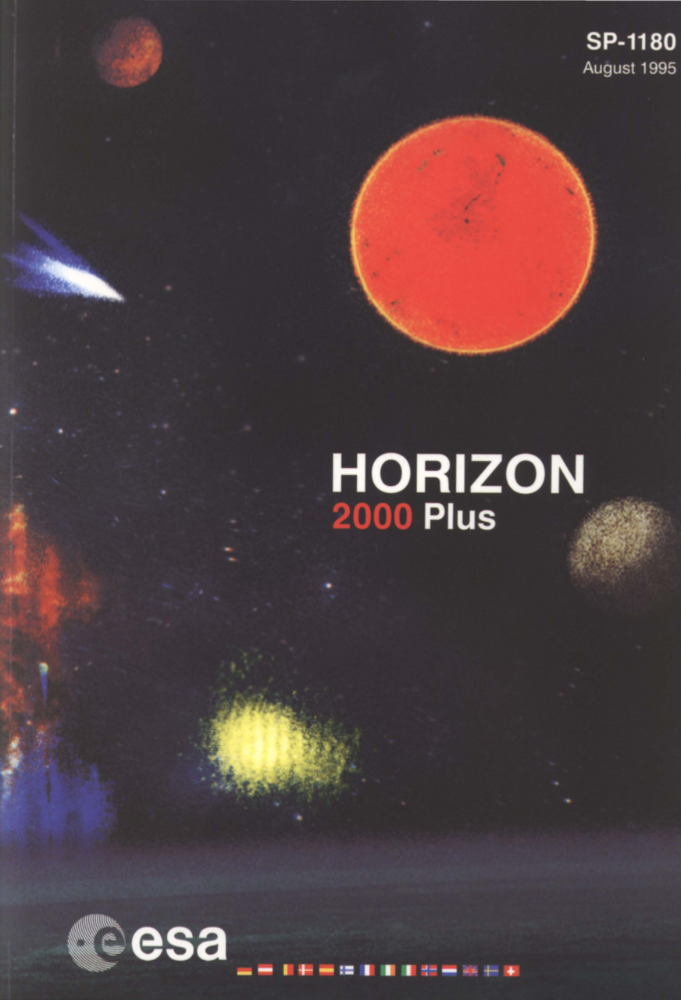 SP-1180
August 1995
HORIZON
2000 Plus
esa